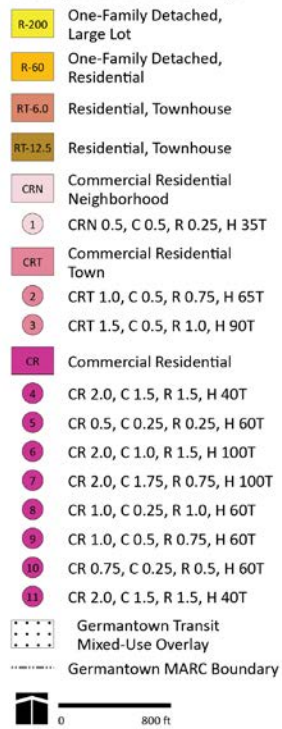 R-200 One-Family Detached,
Large Lot
R-60 One-Family Detached,
Residential
RT-6.0 Residential, Townhouse
RT-12.5 Residential, Townhouse
CRN Commercial Residential
Neighborhood
1 CRN 0.5, C 0.5, R 0.25, H 35T
CRT Commercial Residential
Town
2 CRT 1.0, C 0.5, R 0.75, H 65T
3 CRT 1.5, C 0.5, R 1.0, H 90T
CR Commercial Residential
4 CR 2.0, C 1.5, R 1.5, H 40T
5 CR 0.5, C 0.25, R 0.25, H 60T
6 CR 2.0, C 1.0, R 1.5, H 100T
7 CR 2.0, C 1.75, R 0.75, H 100T
8 CR 1.0, C 0.25, R 1.0, H 60T
9 CR 1.0, C 0.5, R 0.75, H 60T
10 CR 0.75, C 0.25, R 0.5, H 60T
11 CR 2.0, C 1.5, R 1.5, H 40T
Germantown Transit
Mixed-Use Overlay
Germantown MARC Boundary
0 800 ft